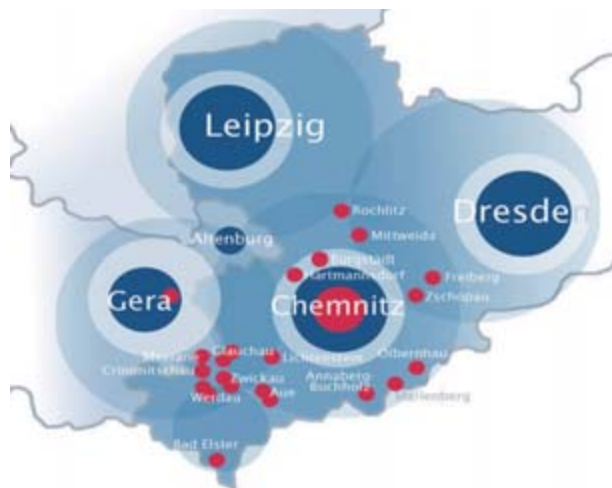 Leipzig
Dresden
Rochlitz
Mittweida
Altenburg
Burgstädt
Hartmannsdorf
Freiberg
Zschopau
Gera
Chemnitz
Glauchau
Meerane
Lichtenstein
Olbernhau
Crimmitschau
Zwickau
Annaberg
Buchholz
Marienberg
Werdau
Aue
Bad Elster